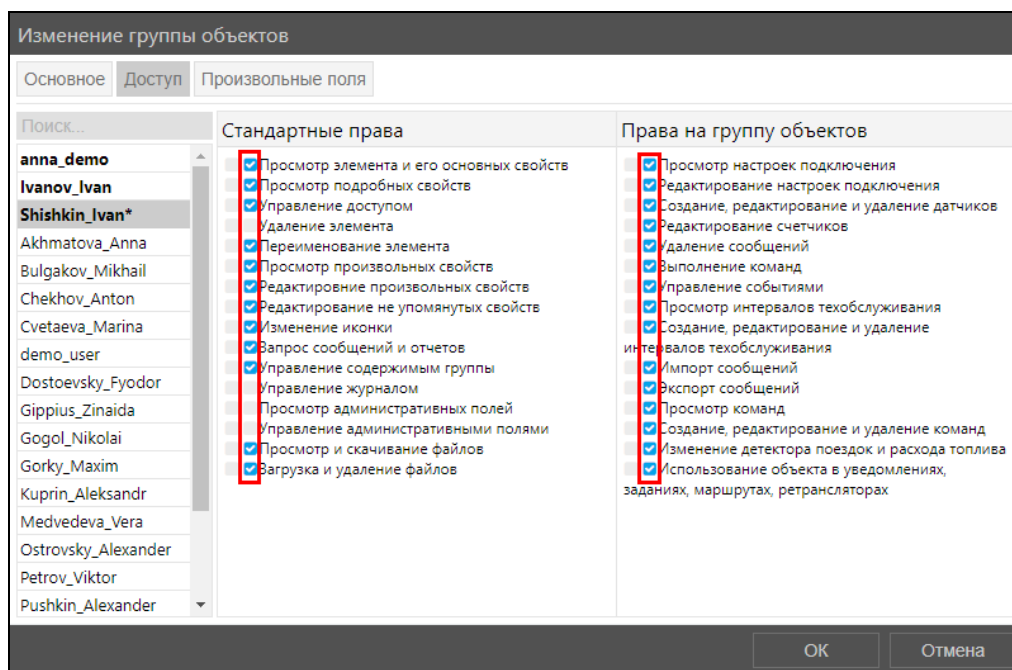 Изменение группы объектов
Основное Доступ Произвольные поля
Поиск...
anna_demo
Ivanov_Ivan
Shishkin_Ivan*
Akhmatova_Anna
Bulgakov_Mikhail
Chekhov_Anton
Cvetaeva_Marina
demo_user
Dostoevsky_Fyodor
Gippius_Zinaida
Gogol_Nikolai
Gorky_Maxim
Kuprin_Aleksandr
Medvedeva_Vera
Ostrovsky_Alexander
Petrov_Viktor
Pushkin_Alexander
Стандартные права
Просмотр элемента и его основных свойств
Просмотр подробных свойств
Управление доступом
Удаление элемента
Переименование элемента
Просмотр произвольных свойств
Редактировние произвольных свойств
Редактирование не упомянутых свойств
Изменение иконки
Запрос сообщений и отчетов
Управление содержимым группы
Управление журналом
Просмотр административных полей
Управление административными полями
Просмотр и скачивание файлов
Загрузка и удаление файлов
Права на группу объектов
Просмотр настроек подключения
Редактирование настроек подключения
Создание, редактирование и удаление датчиков
Редактирование счетчиков
Удаление сообщений
Выполнение команд
Управление событиями
Просмотр интервалов техобслуживания
Создание, редактирование и удаление
интервалов техобслуживания
Импорт сообщений
Экспорт сообщений
Просмотр команд
Создание, редактирование и удаление команд
Изменение детектора поездок и расхода топлива
Использование объекта в уведомлениях,
заданиях, маршрутах, ретрансляторах
ОК Отмена